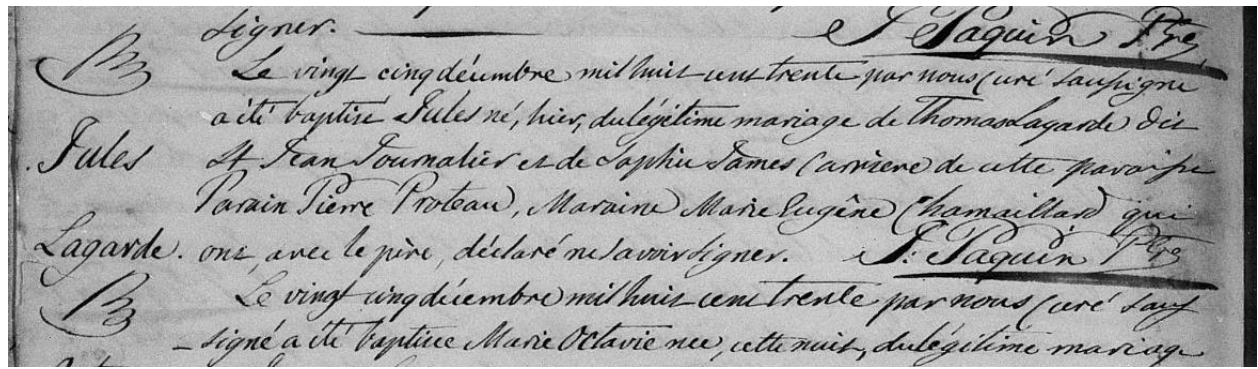 signer. J. Paquin Ptre
B Le vingt cinq décembre mil huit cent trente par nous curé sousigné
a été baptisé Jules né, hier, du légitime mariage de Thomas Lagarde dit
Jules St Jean Journalier et de Sophie James Carriere de cette paroisse
Parain Pierre Proteau, Maraine Marie Eugène Chamaillard qui
Lagarde. ont, avec le père, déclaré ne savoir signer. J: Paquin Ptre
B Le vingt cinq décembre mil huit cent trente par nous curé sous
-signé a été baptisée Marie Octavie née, cette nuit, du légitime mariage